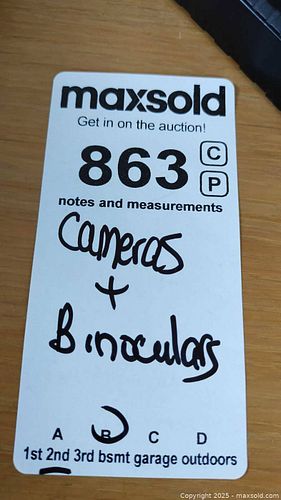 maxsold
Get in on the auction!
863 C
P
notes and measurements
Cameras
+
Binoculars
A B C D
1st 2nd 3rd bsmt garage outdoors
Copyright 2025 - maxsold.com